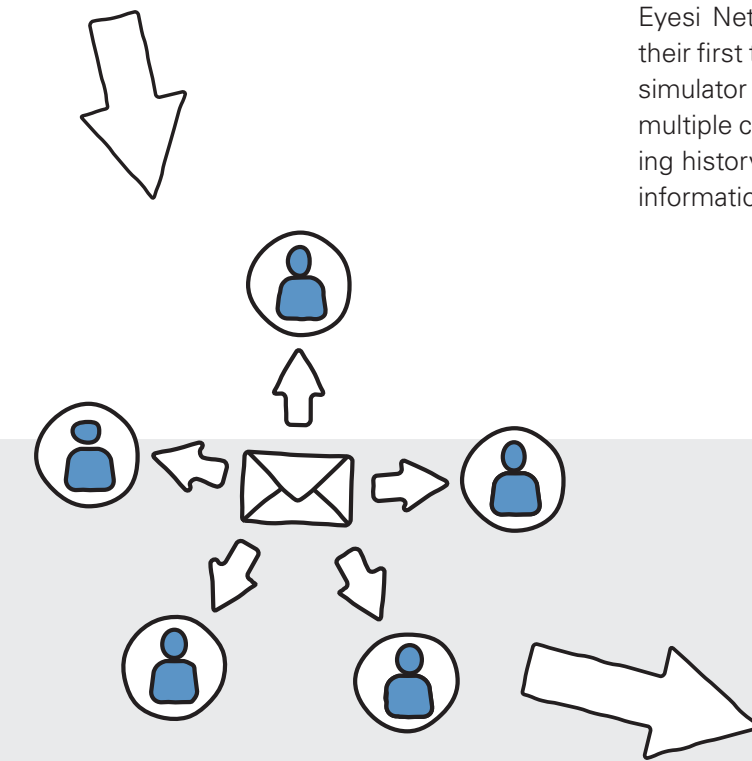 Eyesi Net
their first
simulator
multiple c
ing history
informatio